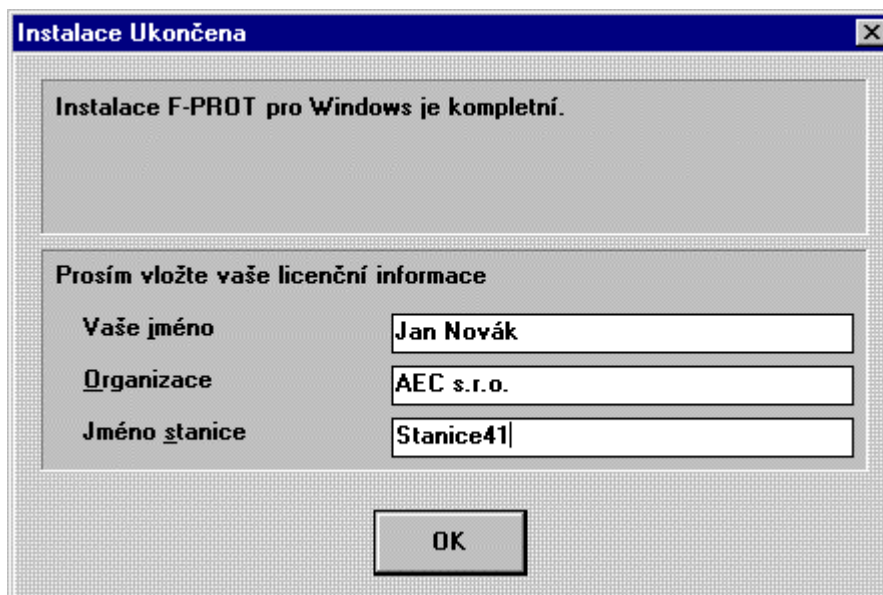 Instalace Ukončena
Instalace F-PROT pro Windows je kompletní.
Prosím vložte vaše licenční informace
Vaše jméno
Jan Novák
Organizace
AEC s.r.o.
Jméno stanice
Stanice41
OK